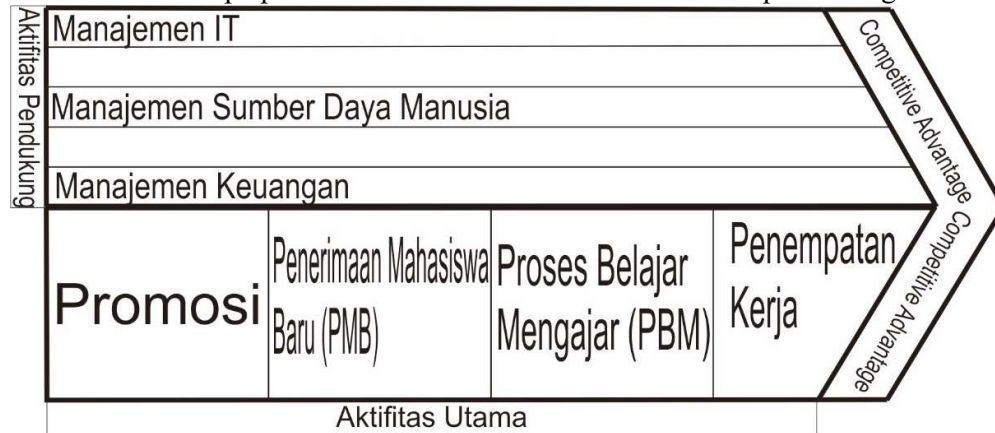 Manajemen IT
Aktifitas Pendukung
Manajemen Sumber Daya Manusia
Manajemen Keuangan
Competitive Advantage
Promosi
Penerimaan Mahasiswa
Baru (PMB)
Proses Belajar
Mengajar (PBM)
Penempatan
Kerja
Competitive Advantage
Aktifitas Utama